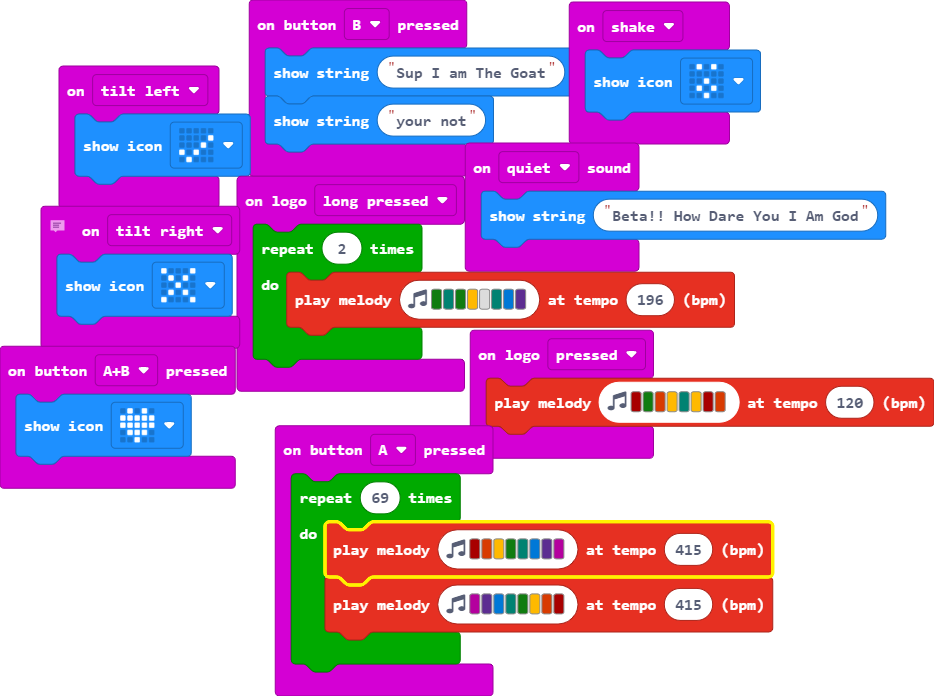 on button B pressed
show string "Sup I am The Goat"
show string "your not"
on shake
show icon
on tilt left
show icon
on quiet sound
show string "Beta!! How Dare You I Am God"
on logo long pressed
repeat 2 times
do
play melody at tempo 196 (bpm)
on tilt right
show icon
on logo pressed
play melody at tempo 120 (bpm)
on button A+B pressed
show icon
on button A pressed
repeat 69 times
do
play melody at tempo 415 (bpm)
play melody at tempo 415 (bpm)